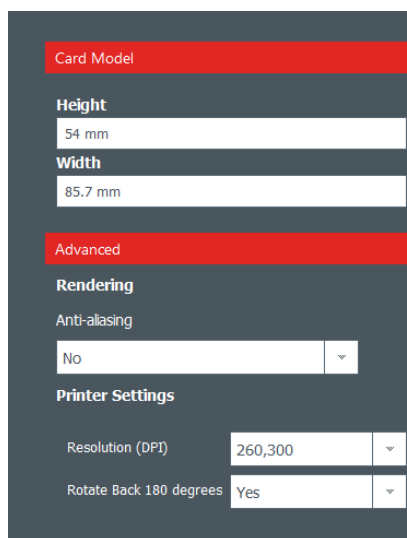 Card Model
Height
54 mm
Width
85.7 mm
Advanced
Rendering
Anti-aliasing
No
Printer Settings
Resolution (DPI) 260,300
Rotate Back 180 degrees Yes